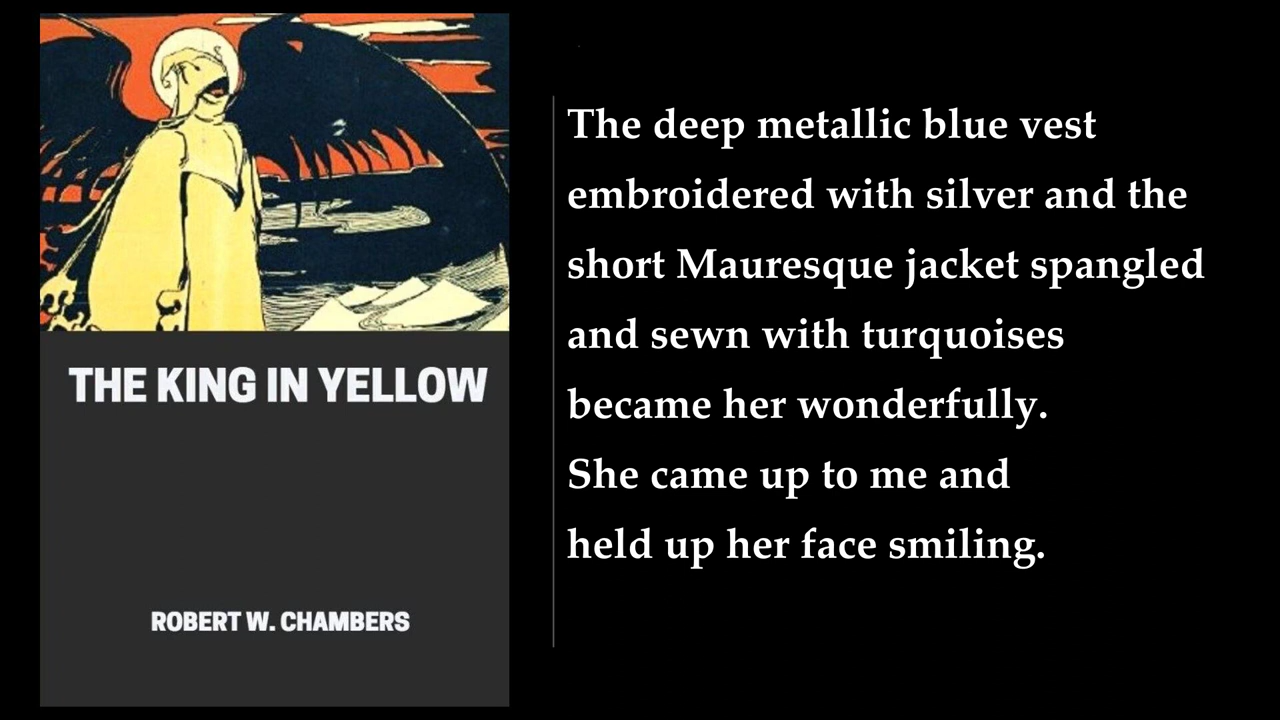 THE KING IN YELLOW
ROBERT W. CHAMBERS
The deep metallic blue vest
embroidered with silver and the
short Mauresque jacket spangled
and sewn with turquoises
became her wonderfully.
She came up to me and
held up her face smiling.